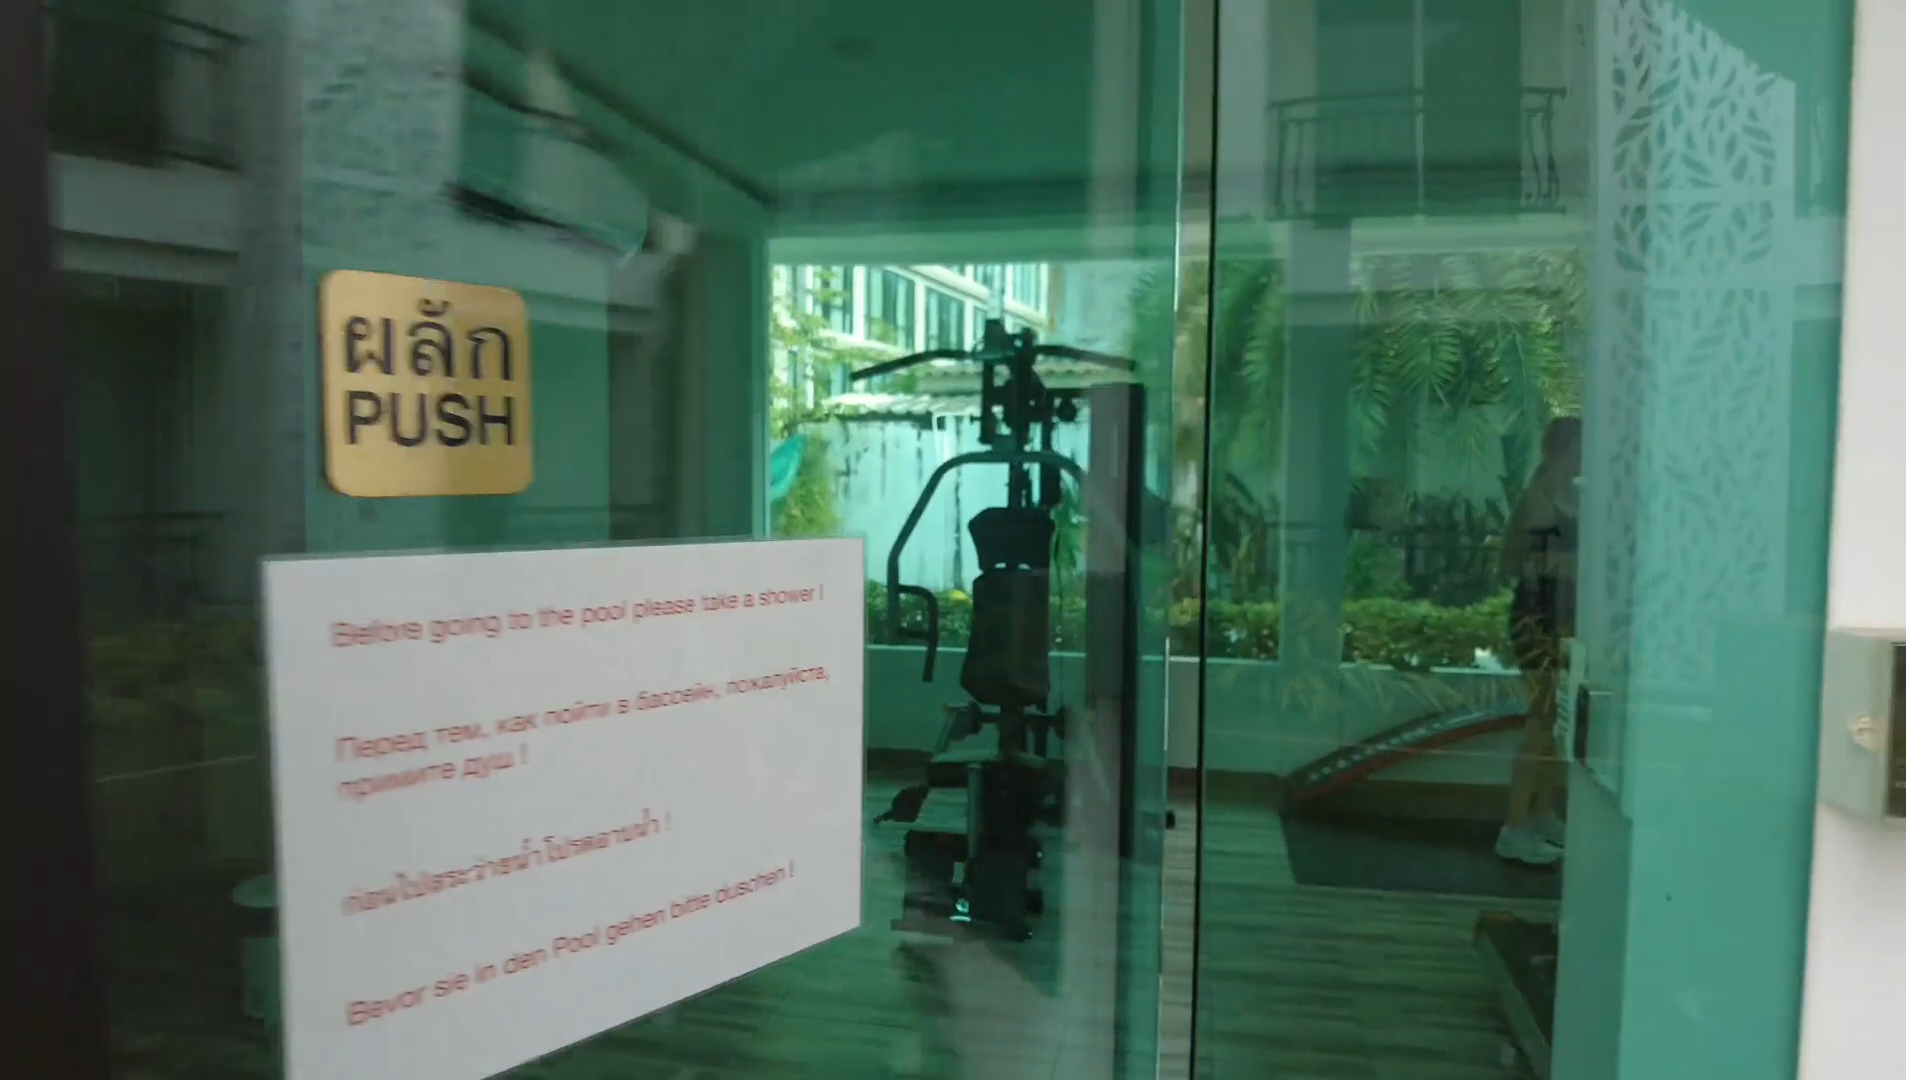 ผลัก
PUSH
Before going to the pool please take a shower !
Перед тем, как пойти в бассейн, пожалуйста,
примите душ !
ก่อนไปสระว่ายน้ำ โปรดอาบน้ำ !
Bevor sie in den Pool gehen bitte duschen !